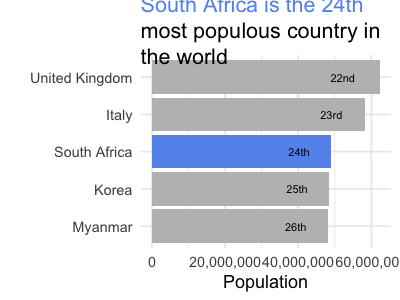 South Africa is the 24th
most populous country in
the world
United Kingdom 22nd
Italy 23rd
South Africa 24th
Korea 25th
Myanmar 26th
0 20,000,000 40,000,000 60,000,00
Population